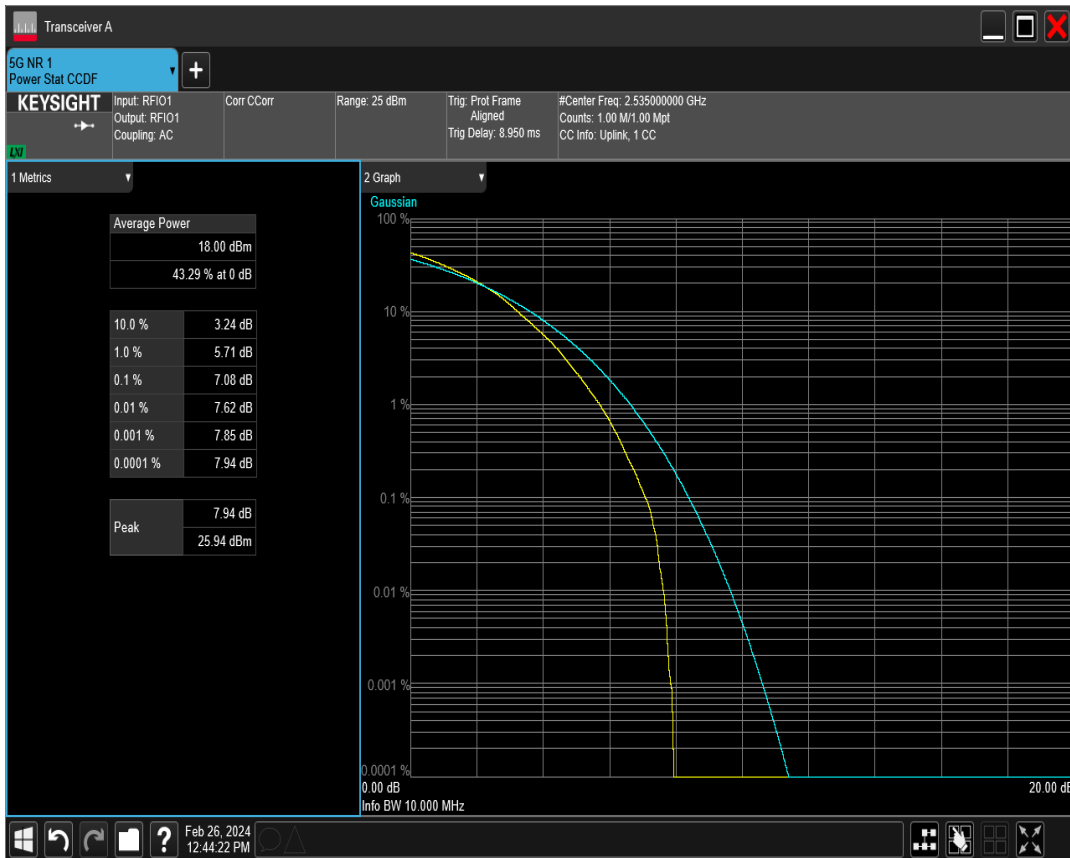 Transceiver A
5G NR 1
Power Stat CCDF
+
KEYSIGHT
LXI
Input: RFIO1
Output: RFIO1
Coupling: AC
Corr CCorr
Range: 25 dBm
Trig: Prot Frame
Aligned
Trig Delay: 8.950 ms
#Center Freq: 2.535000000 GHz
Counts: 1.00 M/1.00 Mpt
CC Info: Uplink, 1 CC
1 Metrics
Average Power
18.00 dBm
43.29 % at 0 dB
10.0 % 3.24 dB
1.0 % 5.71 dB
0.1 % 7.08 dB
0.01 % 7.62 dB
0.001 % 7.85 dB
0.0001 % 7.94 dB
Peak
7.94 dB
25.94 dBm
2 Graph
Gaussian
100 %
10 %
1 %
0.1 %
0.01 %
0.001 %
0.0001 %
0.00 dB
20.00 dB
Info BW 10.000 MHz
?
Feb 26, 2024
12:44:22 PM